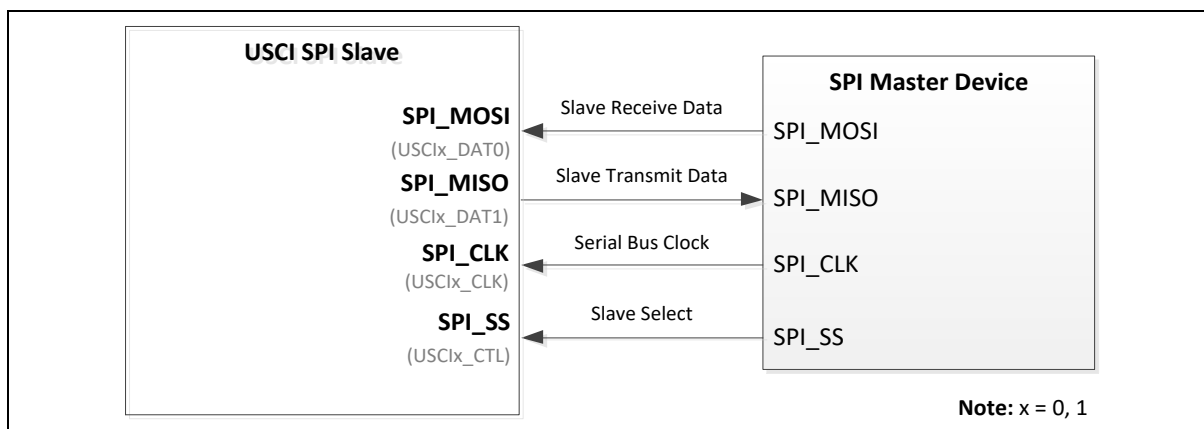 USCI SPI Slave
SPI Master Device
SPI_MOSI
(USCIx_DAT0)
Slave Receive Data
SPI_MOSI
SPI_MISO
(USCIx_DAT1)
Slave Transmit Data
SPI_MISO
SPI_CLK
(USCIx_CLK)
Serial Bus Clock
SPI_CLK
SPI_SS
(USCIx_CTL)
Slave Select
SPI_SS
Note: x = 0, 1